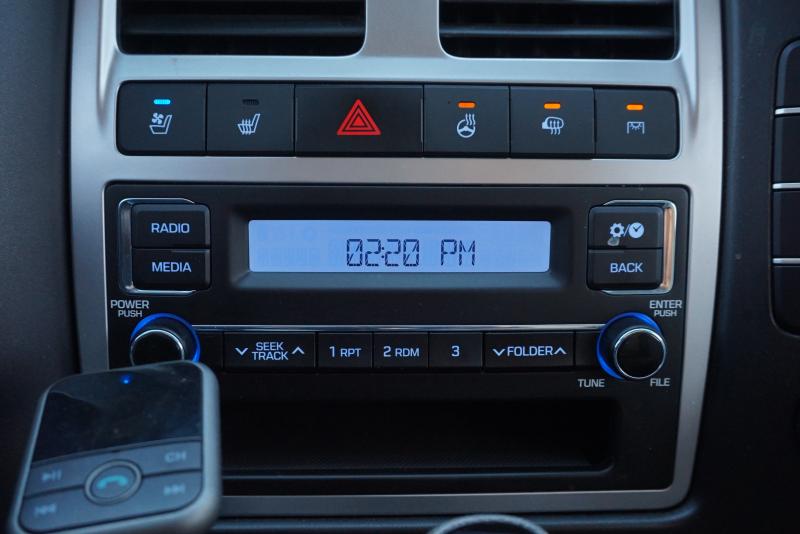 RADIO
MEDIA
02:20 PM
BACK
POWER
PUSH
ENTER
PUSH
SEEK
TRACK
1 RPT
2 RDM
3
FOLDER
TUNE
FILE
CH